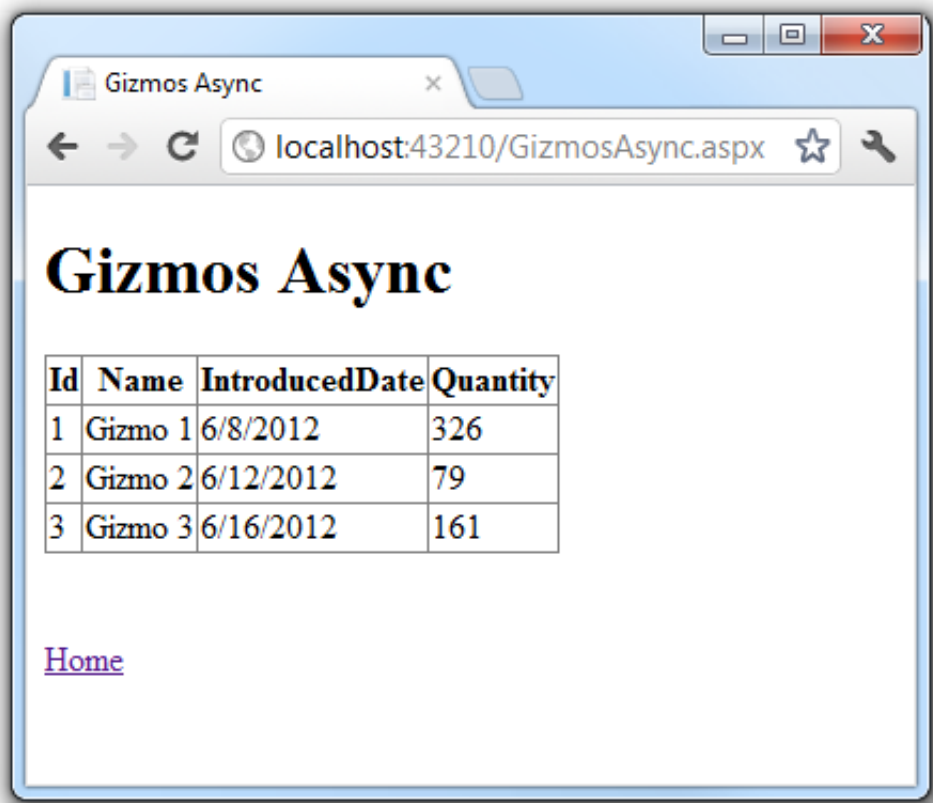 Gizmos Async
localhost:43210/GizmosAsync.aspx
Gizmos Async
Id Name IntroducedDate Quantity
1 Gizmo 1 6/8/2012 326
2 Gizmo 2 6/12/2012 79
3 Gizmo 3 6/16/2012 161
Home